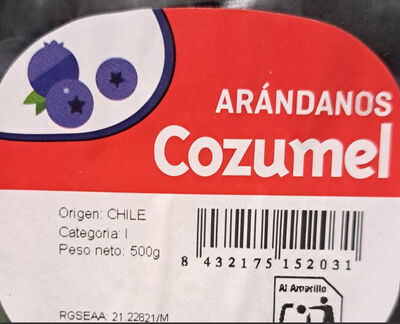 ARÁNDANOS
Cozumel
Origen: CHILE
Categoria: I
Peso neto: 500g
8 432175 152031
Al Amarillo
RGSEAA: 21.22621/M